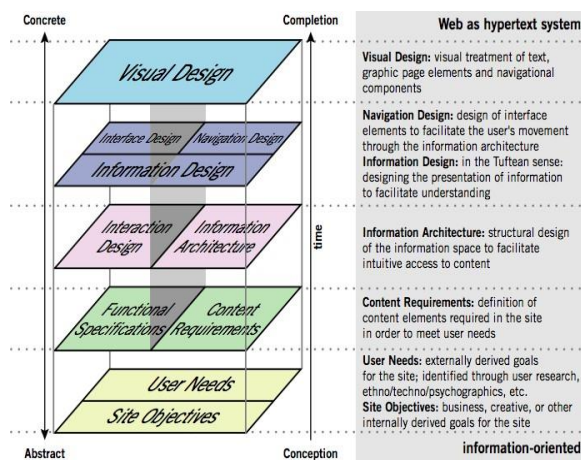 Concrete
Completion
Web as hypertext system
Visual Design
Visual Design: visual treatment of text,
graphic page elements and navigational
components
Interface Design
Navigation Design
Information Design
Navigation Design: design of interface
elements to facilitate the user's movement
through the information architecture
Information Design: in the Tuftean sense:
designing the presentation of information
to facilitate understanding
Interaction
Design
Information
Architecture
time
Information Architecture: structural design
of the information space to facilitate
intuitive access to content
Functional
Specifications
Content
Requirements
Content Requirements: definition of
content elements required in the site
in order to meet user needs
User Needs
Site Objectives
User Needs: externally derived goals
for the site; identified through user research,
ethno/techno/psychographics, etc.
Site Objectives: business, creative, or other
internally derived goals for the site
Abstract
Conception
information-oriented